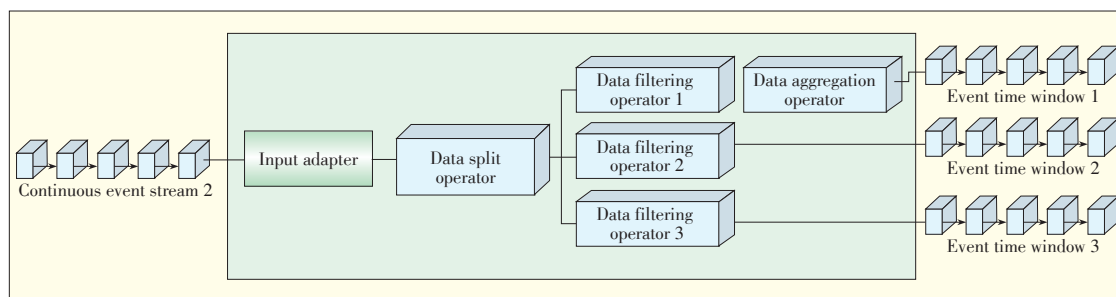 Continuous event stream 2
Input adapter
Data split
operator
Data filtering
operator 1
Data filtering
operator 2
Data filtering
operator 3
Data aggregation
operator
Event time window 1
Event time window 2
Event time window 3